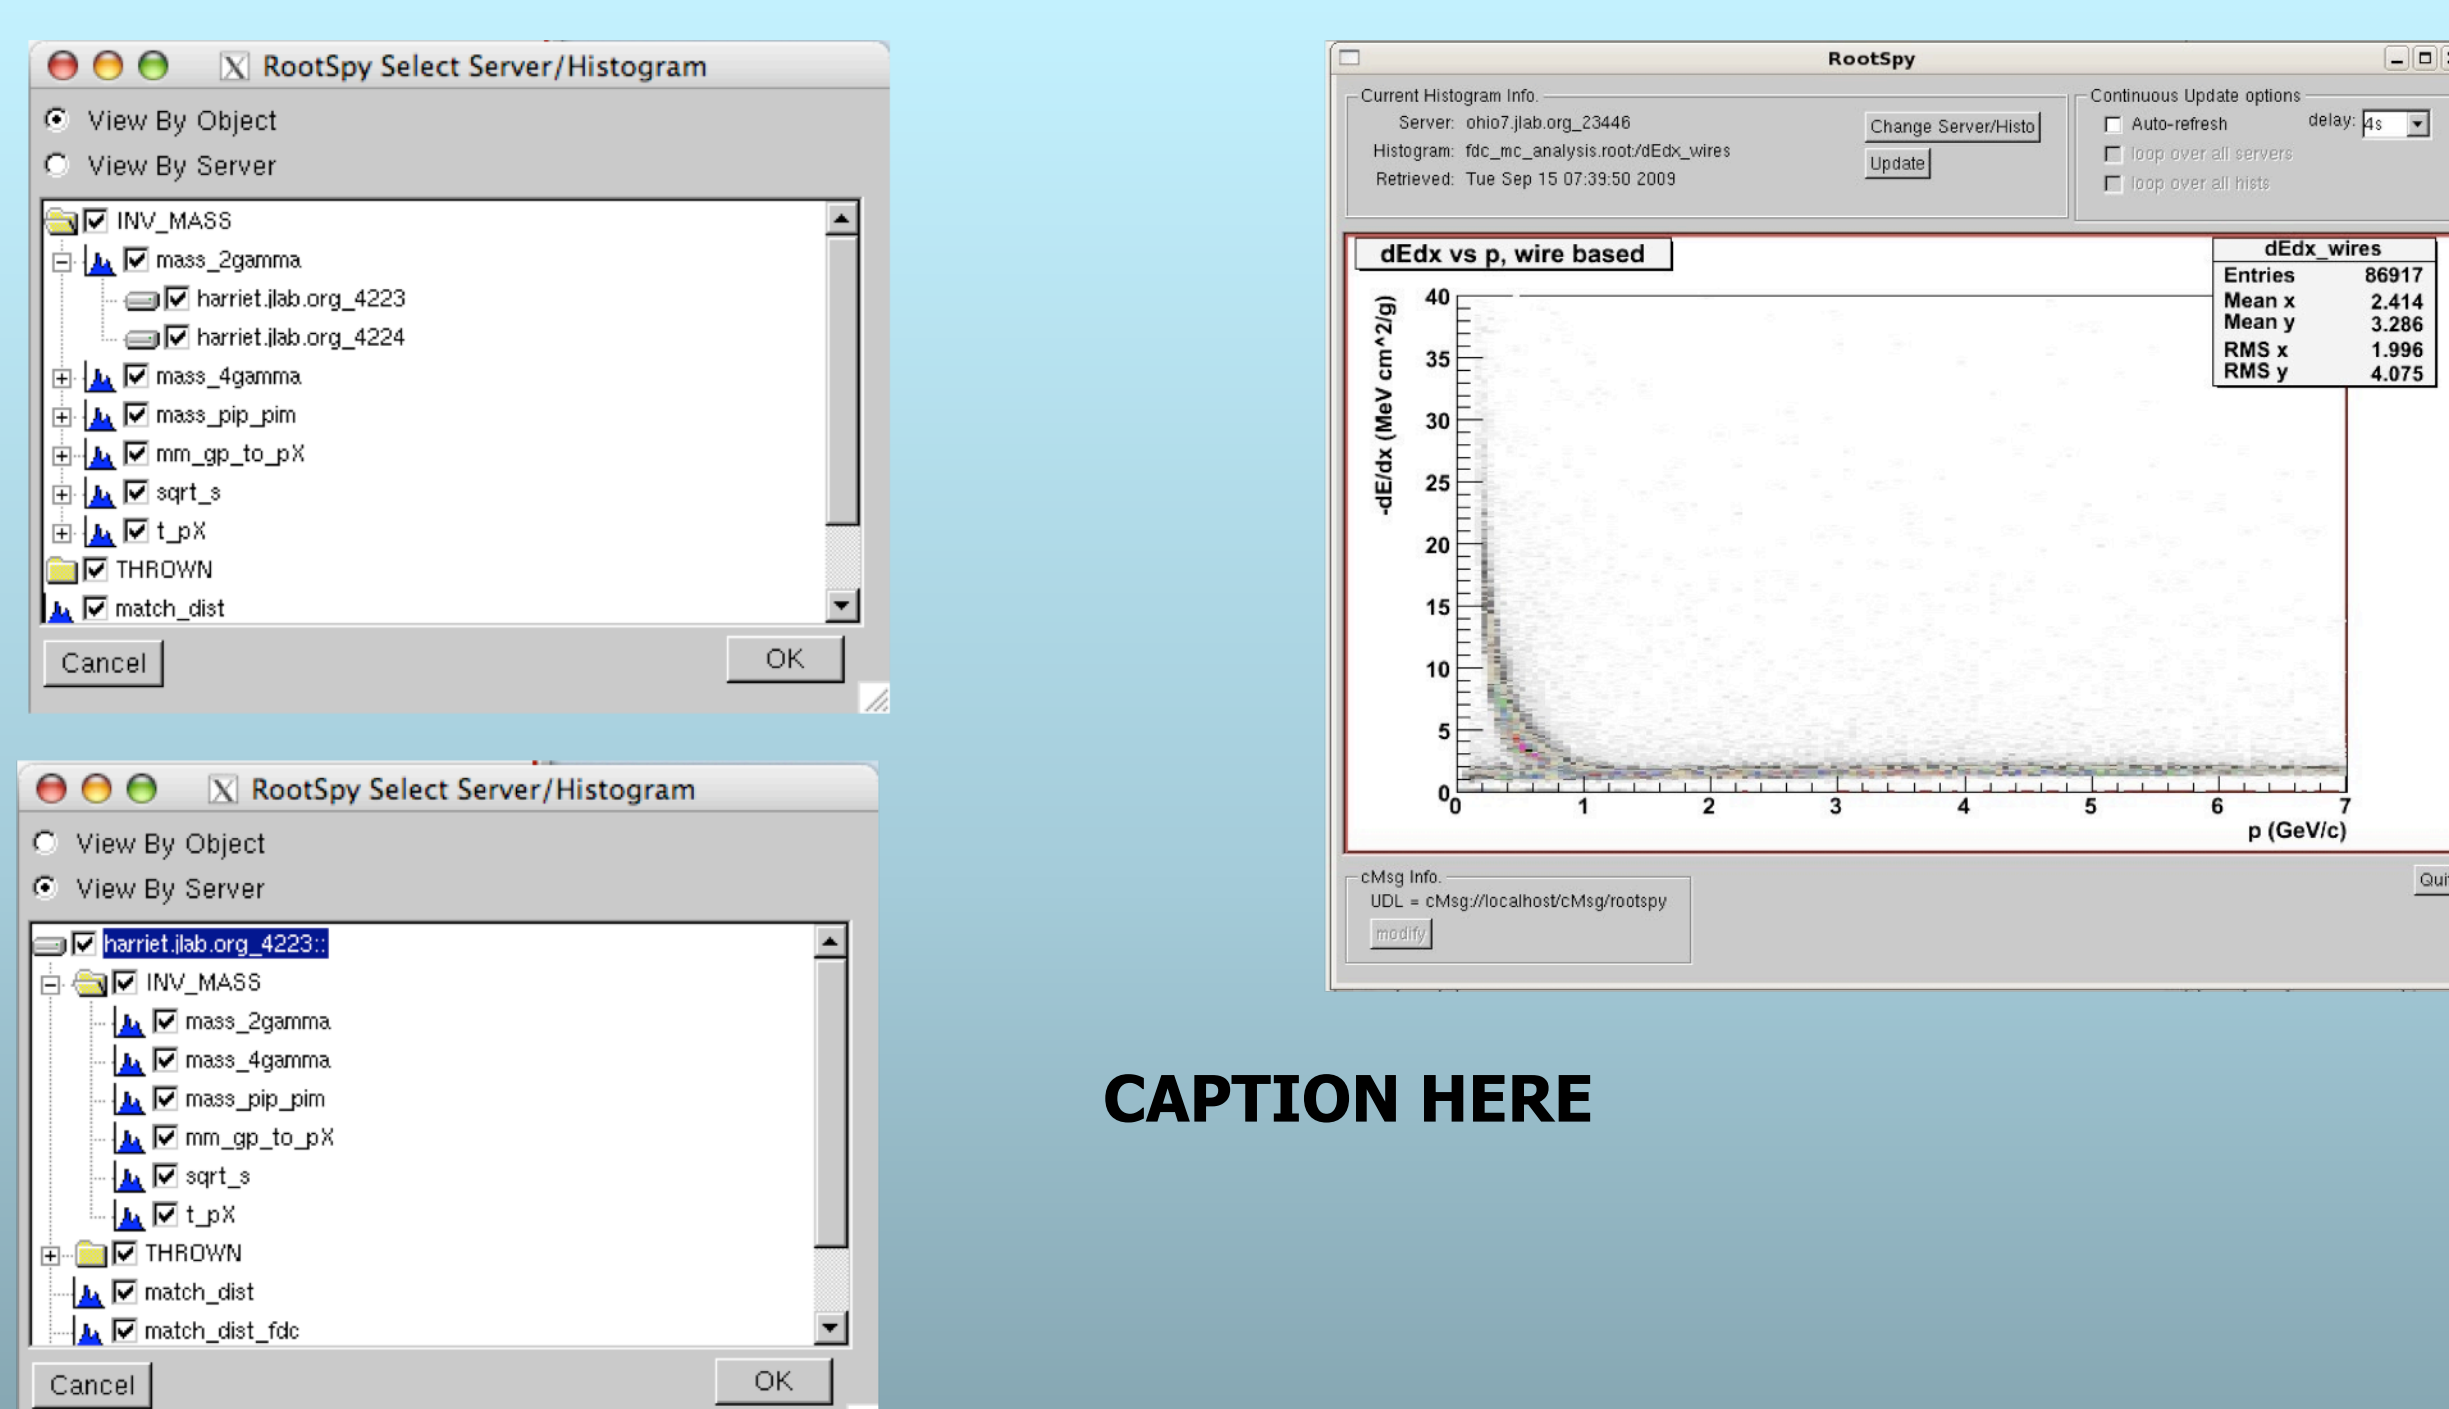 RootSpy Select Server/Histogram
View By Object
View By Server
INV_MASS
mass_2gamma
harriet.jlab.org_4223
harriet.jlab.org_4224
mass_4gamma
mass_pip_pim
mm_gp_to_pX
sqrt_s
t_pX
THROWN
match_dist
Cancel
OK
RootSpy Select Server/Histogram
View By Object
View By Server
harriet.jlab.org_4223::
INV_MASS
mass_2gamma
mass_4gamma
mass_pip_pim
mm_gp_to_pX
sqrt_s
t_pX
THROWN
match_dist
match_dist_fdc
Cancel
OK
RootSpy
Current Histogram Info.
Server: ohio7.jlab.org_23446
Histogram: fdc_mc_analysis.root:/dEdx_wires
Retrieved: Tue Sep 15 07:39:50 2009
Change Server/Histo
Update
Continuous Update options
Auto-refresh
delay: 4s
loop over all servers
loop over all hists
dEdx vs p, wire based
dEdx_wires
Entries 86917
Mean x 2.414
Mean y 3.286
RMS x 1.996
RMS y 4.075
-dE/dx (MeV cm^2/g)
40
35
30
25
20
15
10
5
0
0 1 2 3 4 5 6 7
p (GeV/c)
cMsg Info.
UDL = cMsg://localhost/cMsg/rootspy
modify
Qui
CAPTION HERE